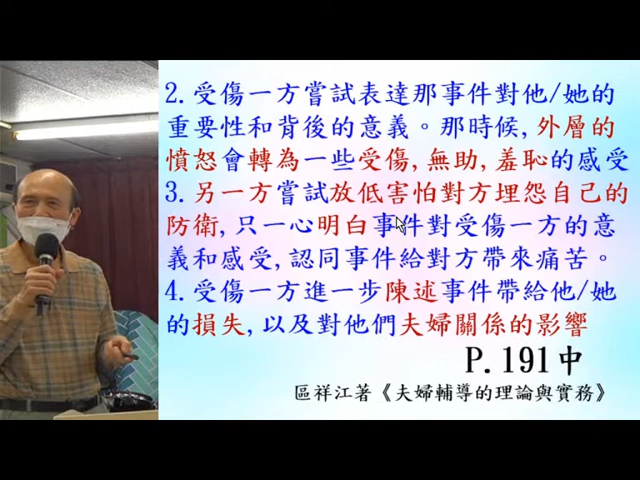 2.受傷一方嘗試表達那事件對他/她的
重要性和背後的意義。那時候,外層的
憤怒會轉為一些受傷,無助,羞恥的感受
3.另一方嘗試放低害怕對方埋怨自己的
防衛,只一心明白事件對受傷一方的意
義和感受,認同事件給對方帶來痛苦。
4.受傷一方進一步陳述事件帶給他/她
的損失,以及對他們夫婦關係的影響
P.191中
區祥江著《夫婦輔導的理論與實務》